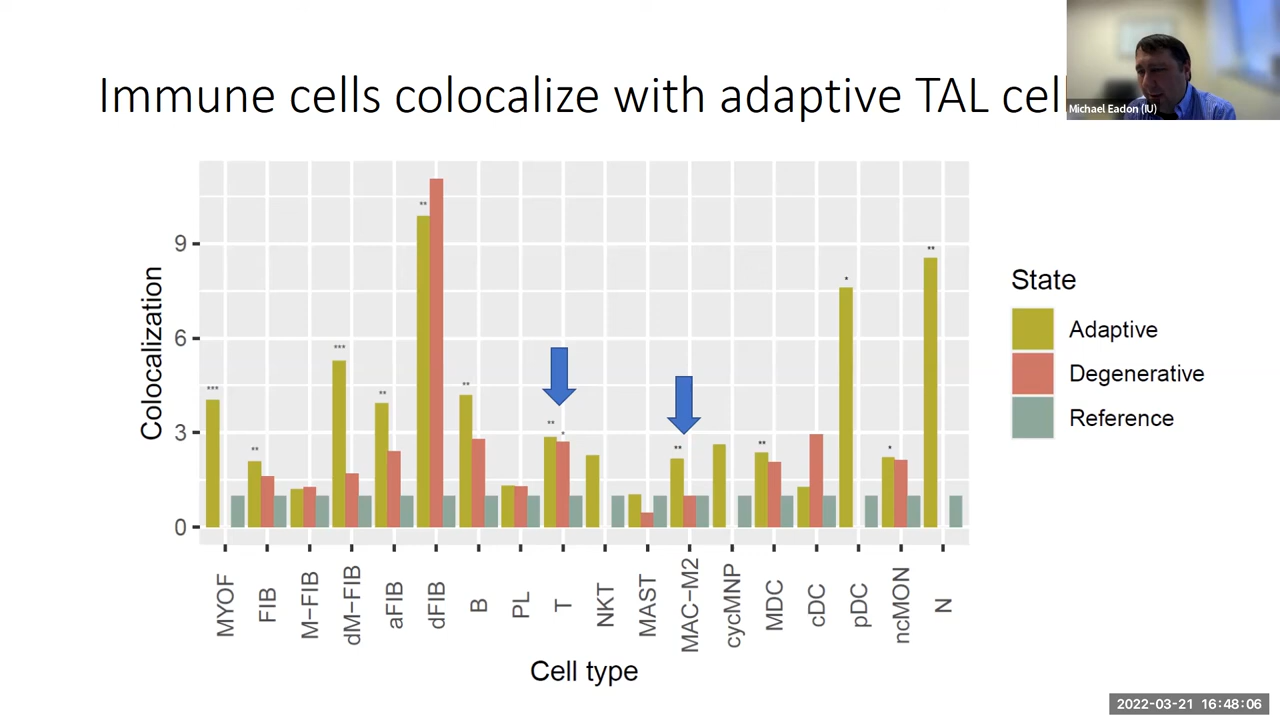 Immune cells colocalize with adaptive TAL cel
Michael Eadon (IU)
Colocalization
9
6
3
0
***
**
***
**
**
**
**
*
**
**
*
*
**
MYOF
FIB
M-FIB
dM-FIB
aFIB
dFIB
B
PL
T
NKT
MAST
MAC-M2
cycMNP
MDC
cDC
pDC
ncMON
N
Cell type
State
Adaptive
Degenerative
Reference
2022-03-21 16:48:06